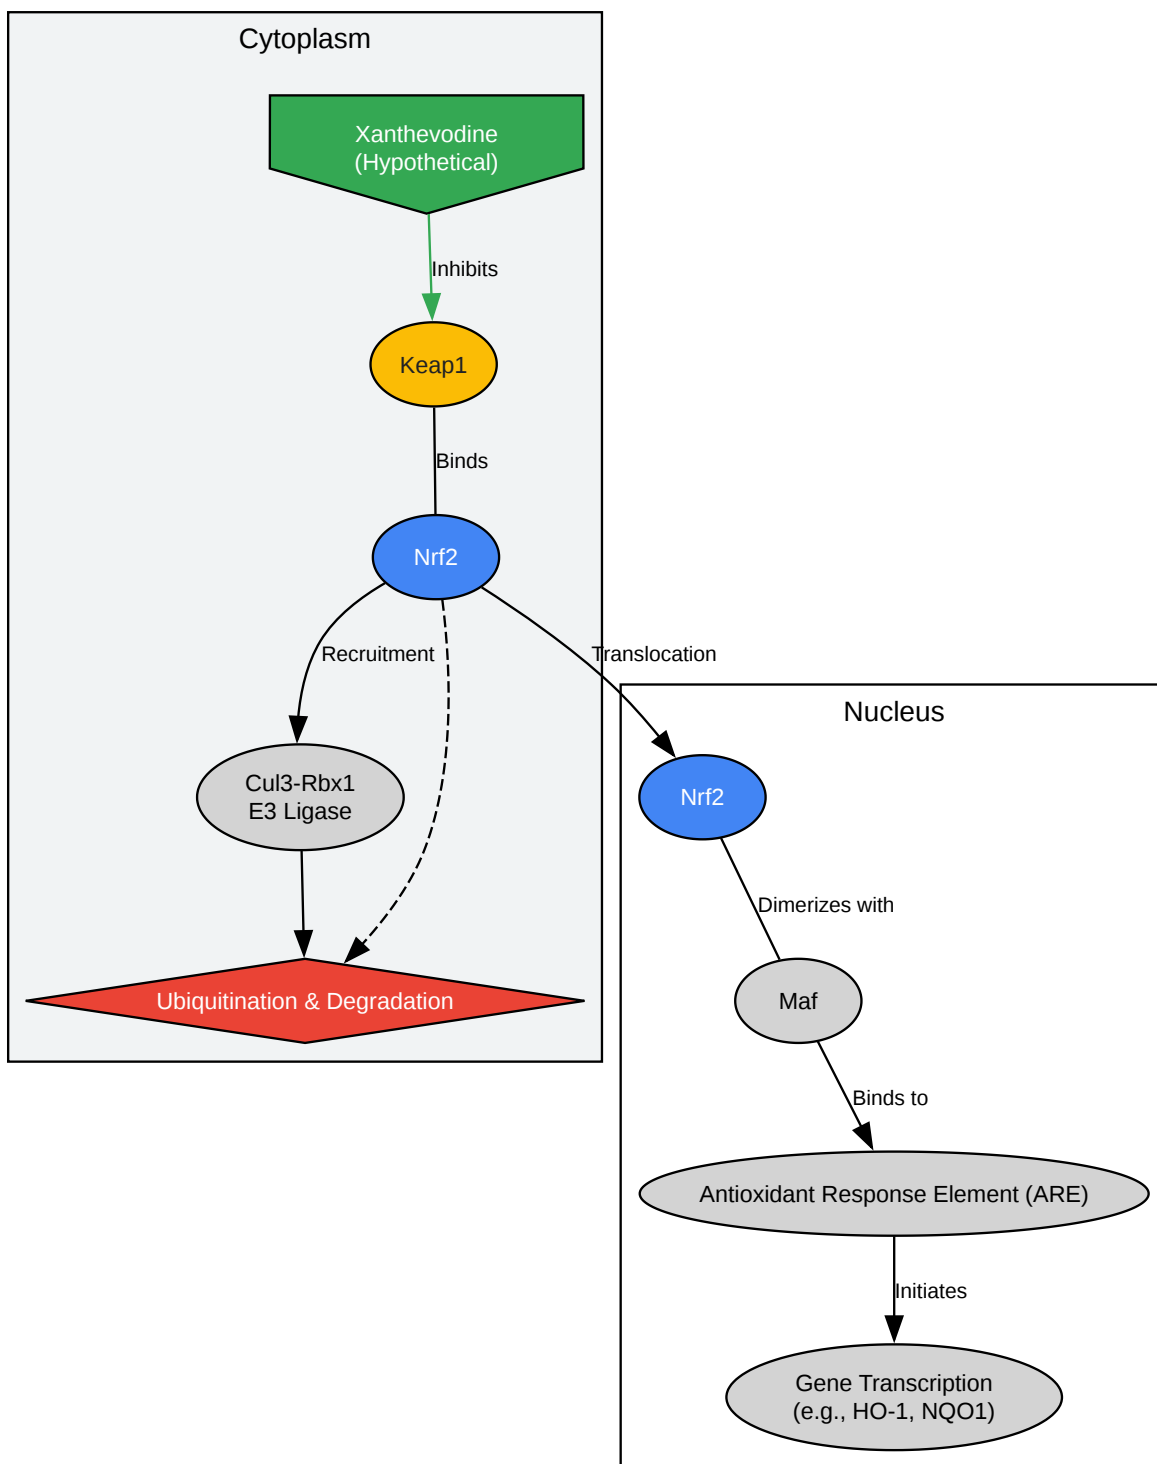 Cytoplasm
Xanthevodine
(Hypothetical)
Inhibits
Keap1
Binds
Nrf2
Recruitment
Translocation
Cul3-Rbx1
E3 Ligase
Ubiquitination & Degradation
Nucleus
Nrf2
Dimerizes with
Maf
Binds to
Antioxidant Response Element (ARE)
Initiates
Gene Transcription
(e.g., HO-1, NQO1)